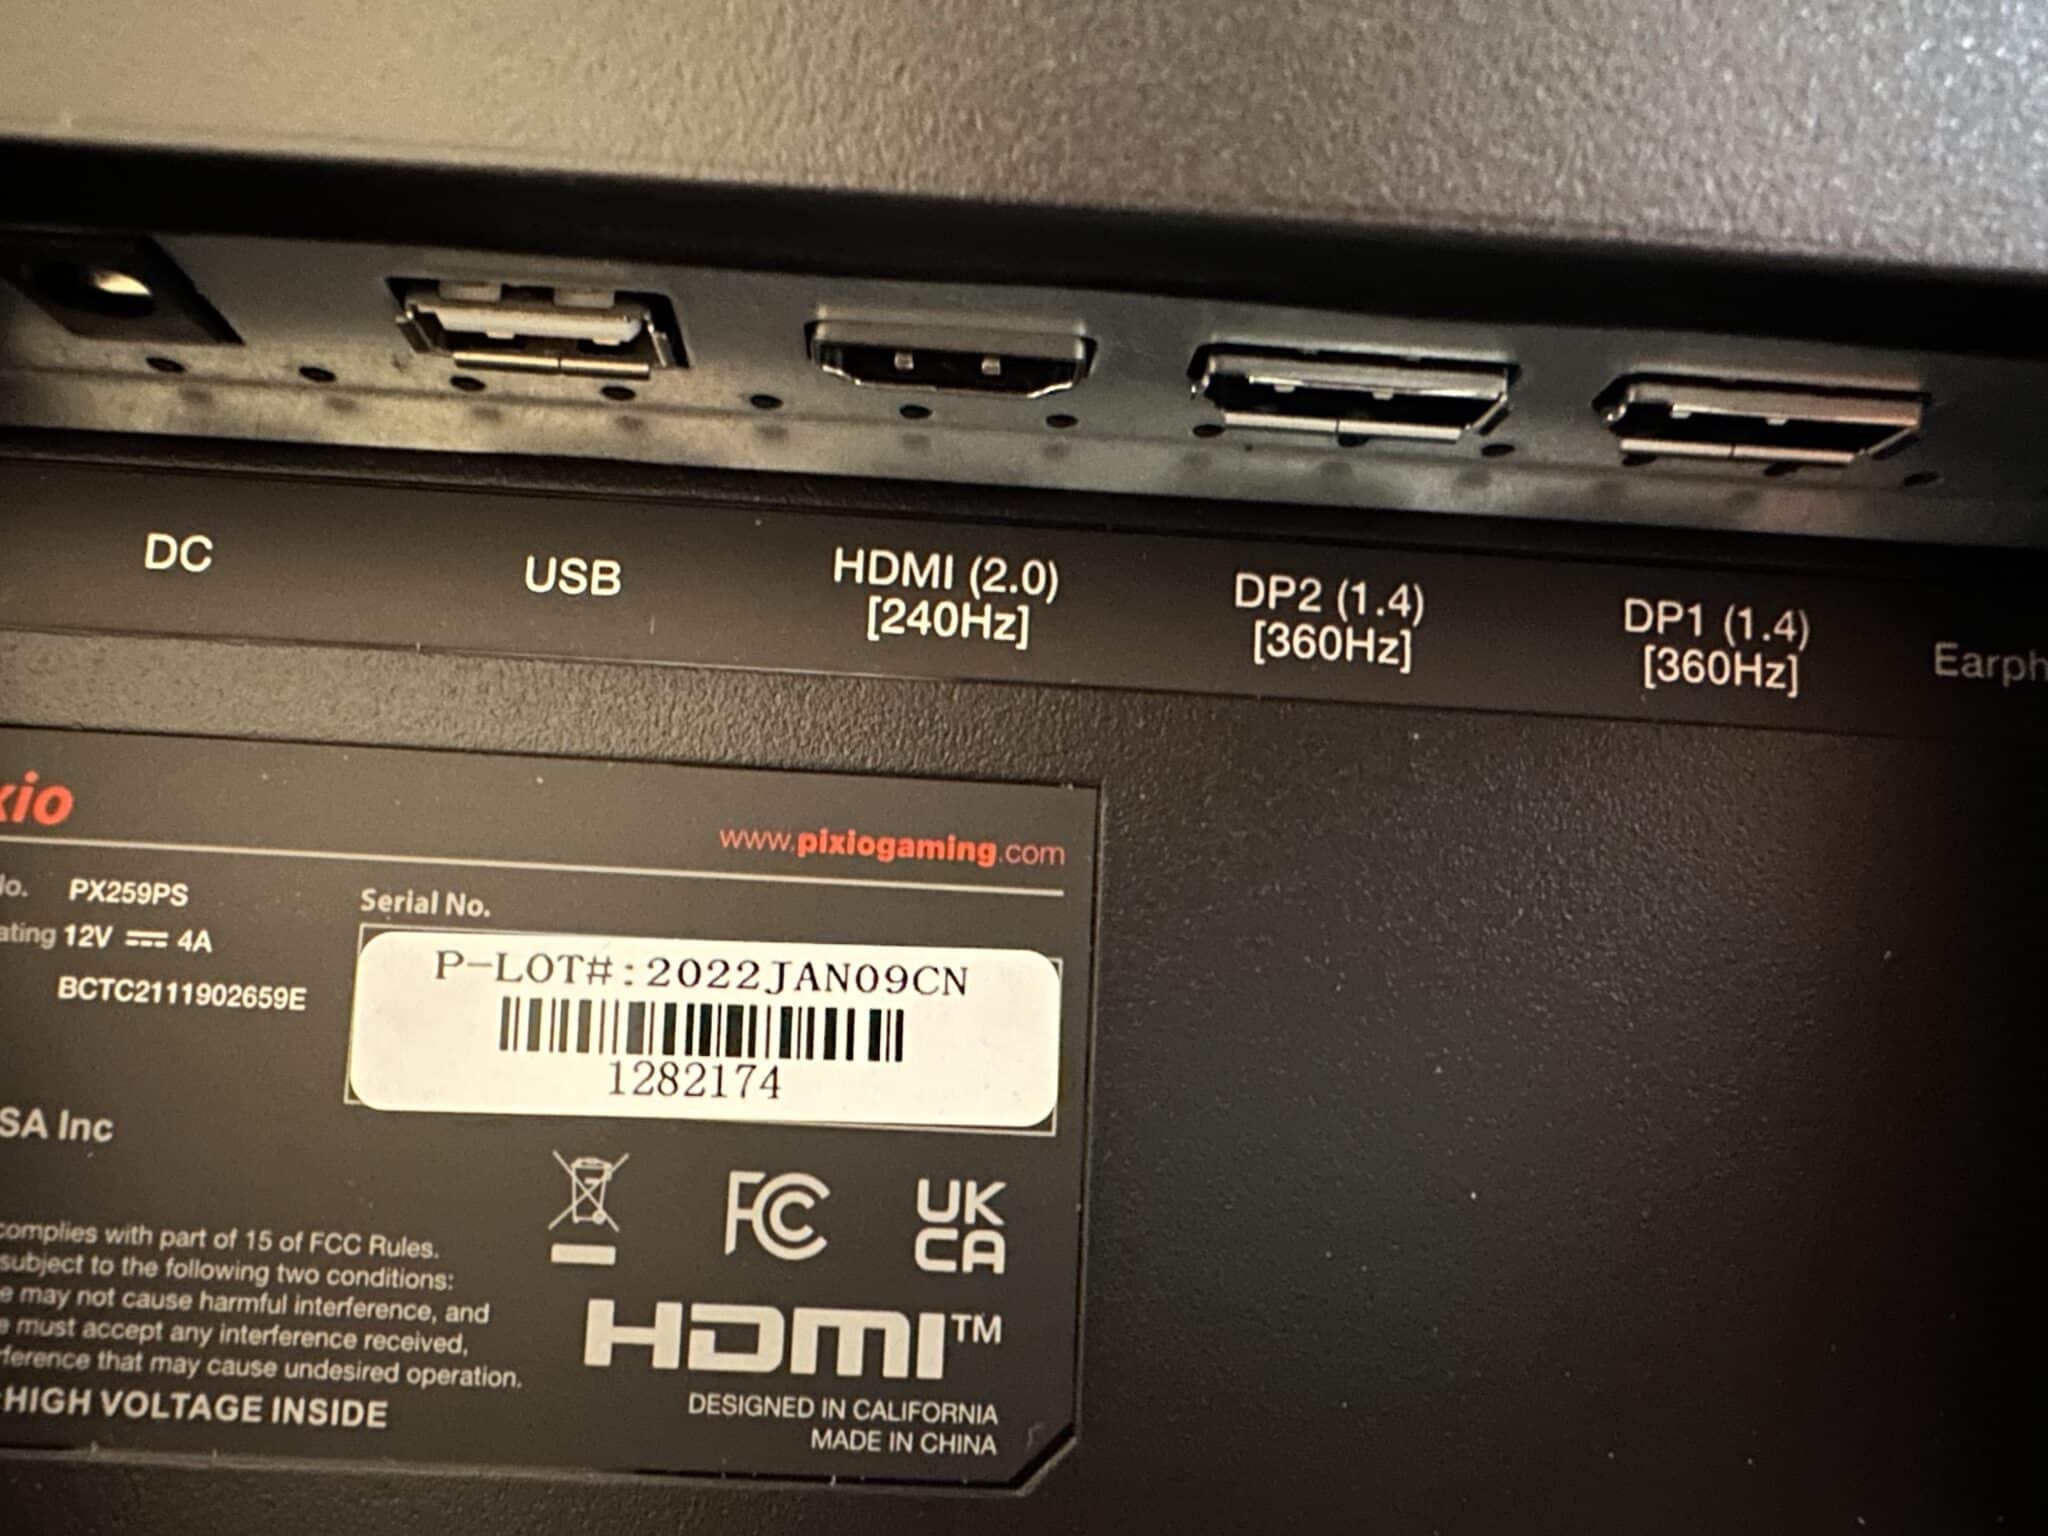 DC
USB
HDMI (2.0)
[240Hz]
DP2 (1.4)
[360Hz]
DP1 (1.4)
[360Hz]
Earph
xio
www.pixiogaming.com
No. PX259PS
ating 12V ⎓ 4A
BCTC2111902659E
Serial No.
P-LOT#:2022JAN09CN
1282174
SA Inc
FC
UK
CA
complies with part of 15 of FCC Rules.
subject to the following two conditions:
e may not cause harmful interference, and
e must accept any interference received,
rference that may cause undesired operation.
HIGH VOLTAGE INSIDE
HDMI™
DESIGNED IN CALIFORNIA
MADE IN CHINA